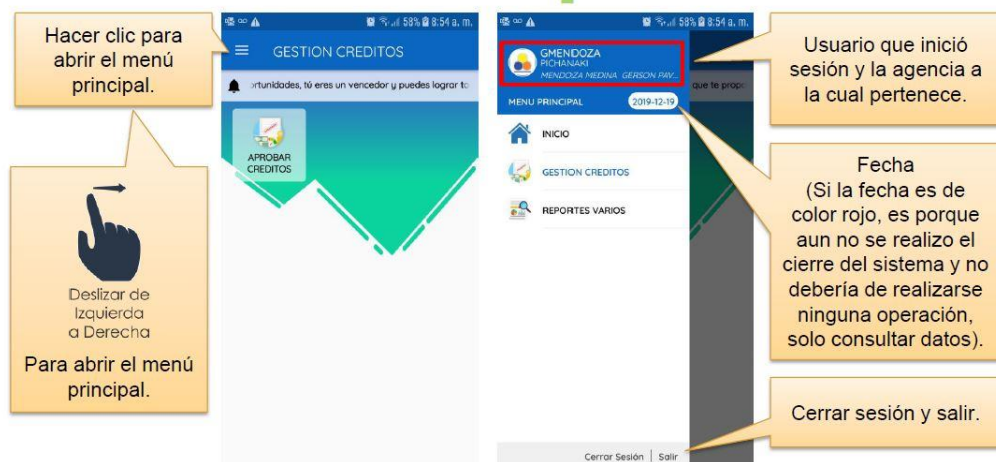 Hacer clic para
abrir el menú
principal.
Deslizar de
Izquierda
a Derecha
Para abrir el menú
principal.
58% 8:54 a. m.
GESTION CREDITOS
ortunidades, tú eres un vencedor y puedes lograr to
APROBAR
CREDITOS
58% 8:54 a. m.
GMENDOZA
PICHANAKI
MENDOZA MEDINA GERSON PAV...
que te propo
MENU PRINCIPAL 2019-12-19
INICIO
GESTION CREDITOS
REPORTES VARIOS
Cerrar Sesión | Salir
Usuario que inició
sesión y la agencia a
la cual pertenece.
Fecha
(Si la fecha es de
color rojo, es porque
aun no se realizo el
cierre del sistema y no
debería de realizarse
ninguna operación,
solo consultar datos).
Cerrar sesión y salir.